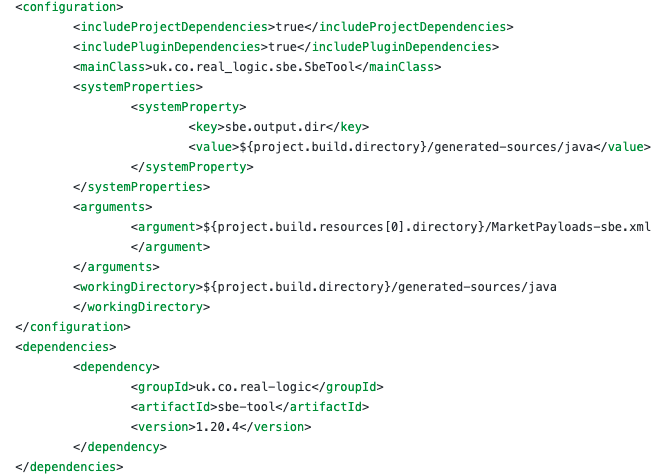 <configuration>
<includeProjectDependencies>true</includeProjectDependencies>
<includePluginDependencies>true</includePluginDependencies>
<mainClass>uk.co.real_logic.sbe.SbeTool</mainClass>
<systemProperties>
<systemProperty>
<key>sbe.output.dir</key>
<value>${project.build.directory}/generated-sources/java</value>
</systemProperty>
</systemProperties>
<arguments>
<argument>${project.build.resources[0].directory}/MarketPayloads-sbe.xml
</argument>
</arguments>
<workingDirectory>${project.build.directory}/generated-sources/java
</workingDirectory>
</configuration>
<dependencies>
<dependency>
<groupId>uk.co.real-logic</groupId>
<artifactId>sbe-tool</artifactId>
<version>1.20.4</version>
</dependency>
</dependencies>